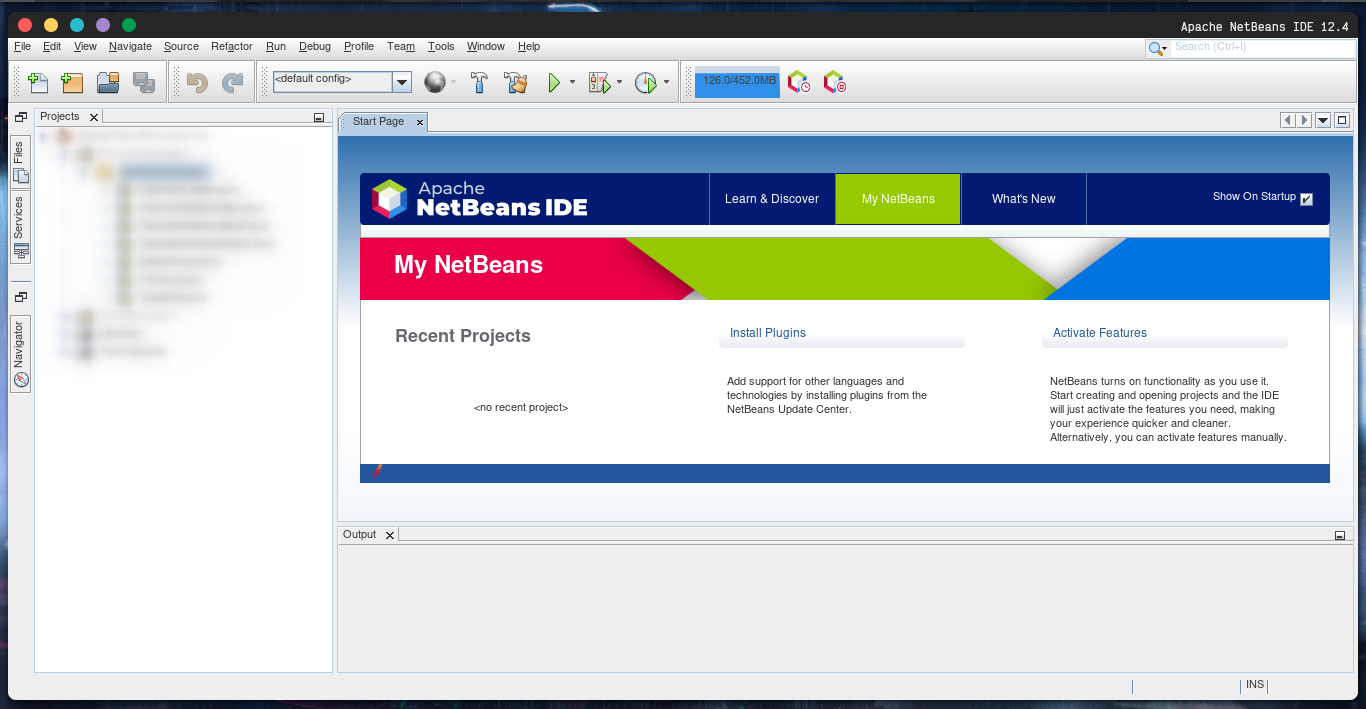 Apache NetBeans IDE 12.4
File Edit View Navigate Source Refactor Run Debug Profile Team Tools Window Help
Search (Ctrl+I)
<default config>
126.0/452.0MB
Projects
Files
Services
Navigator
Start Page
Apache
NetBeans IDE
Learn & Discover
My NetBeans
What's New
Show On Startup
My NetBeans
Recent Projects
<no recent project>
Install Plugins
Add support for other languages and
technologies by installing plugins from the
NetBeans Update Center.
Activate Features
NetBeans turns on functionality as you use it.
Start creating and opening projects and the IDE
will just activate the features you need, making
your experience quicker and cleaner.
Alternatively, you can activate features manually.
Output
INS